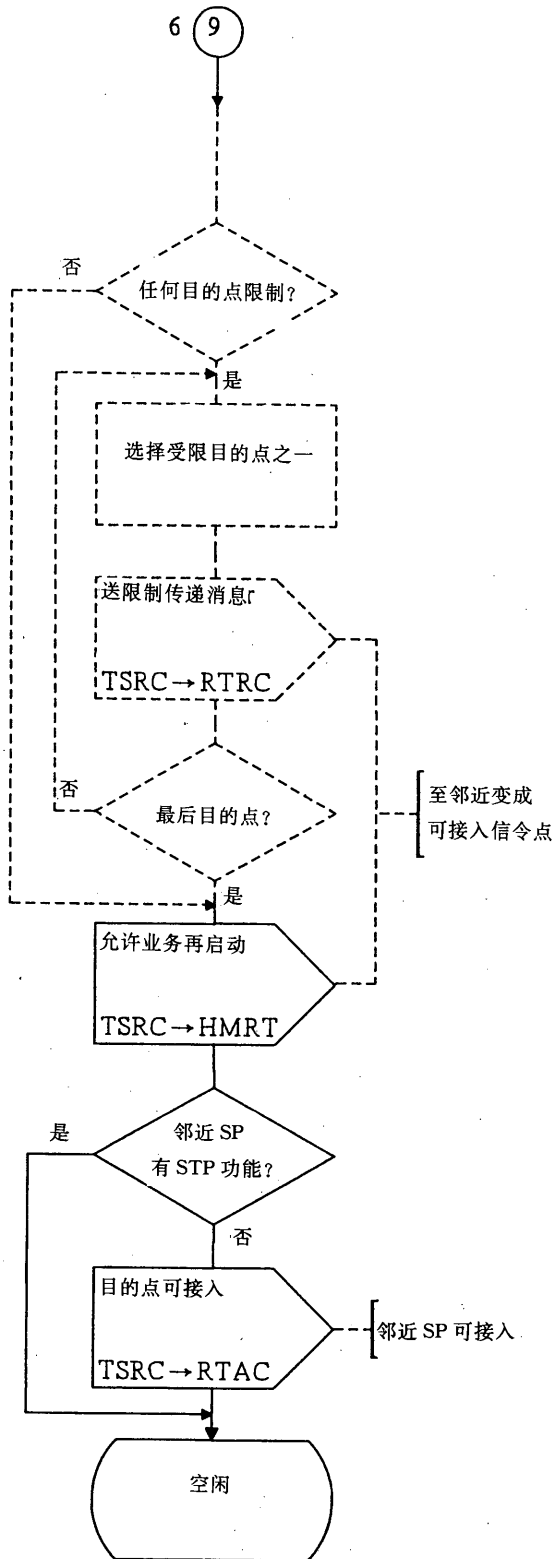 6 9
否
任何目的点限制?
是
选择受限目的点之一
送限制传递消息
TSRC→RTRC
否
最后目的点?
至邻近变成
可接入信令点
是
允许业务再启动
TSRC→HMRT
是
邻近 SP
有 STP 功能?
否
目的点可接入
邻近 SP 可接入
TSRC→RTAC
空闲